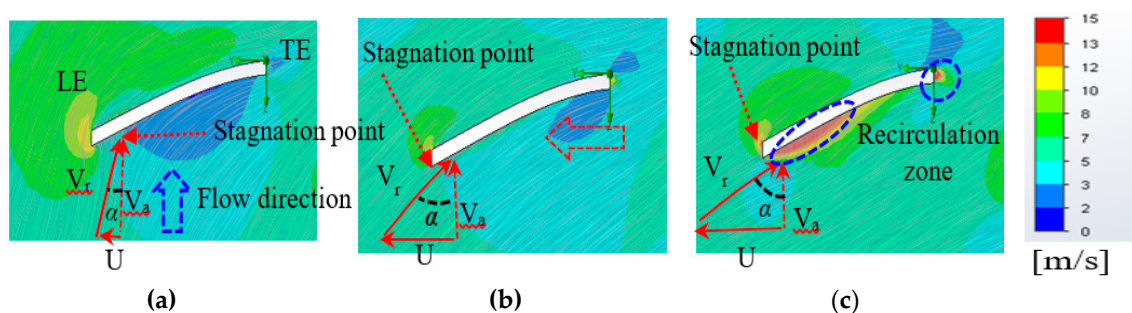 LE
TE
Y
Z
Stagnation point
Vr
α
Va
Flow direction
U
(a)
Stagnation point
Y
Z
Vr
α
Va
U
(b)
Stagnation point
Y
Z
Recirculation
zone
Vr
α
Va
U
(c)
15
13
12
10
8
7
5
3
2
0
[m/s]